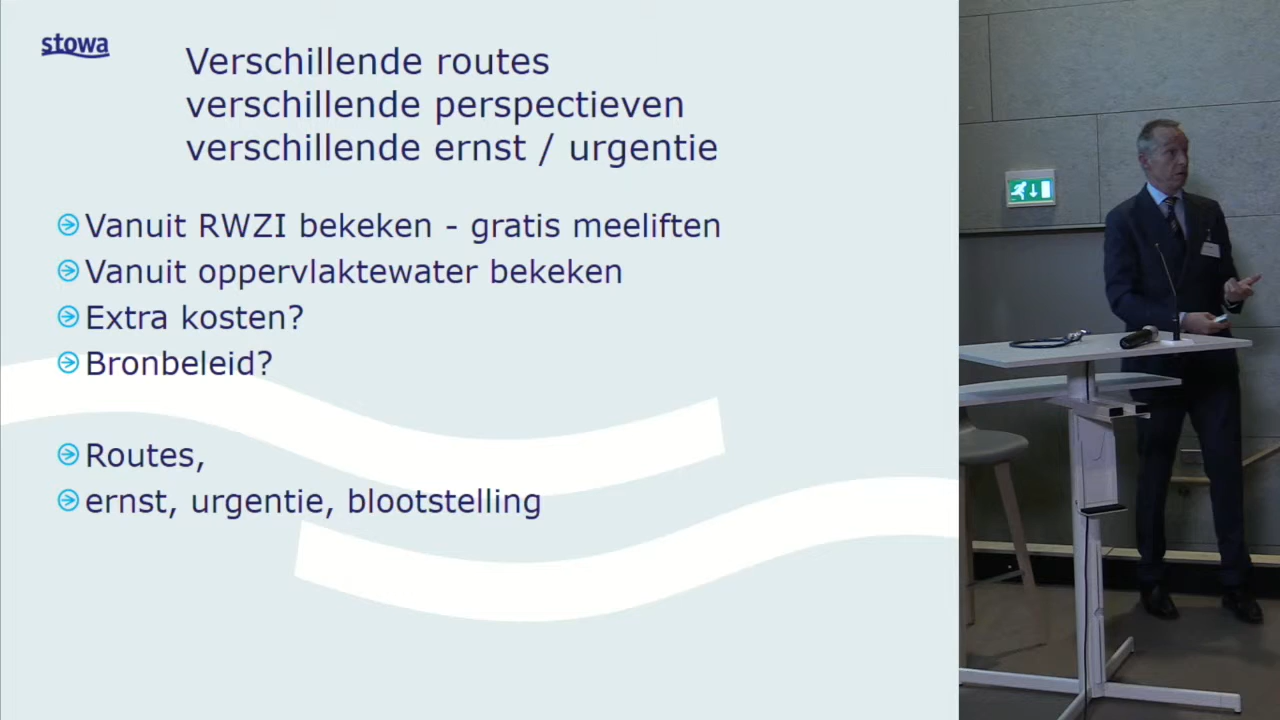 stowa
Verschillende routes
verschillende perspectieven
verschillende ernst / urgentie
Vanuit RWZI bekeken - gratis meeliften
Vanuit oppervlaktewater bekeken
Extra kosten?
Bronbeleid?
Routes,
ernst, urgentie, blootstelling